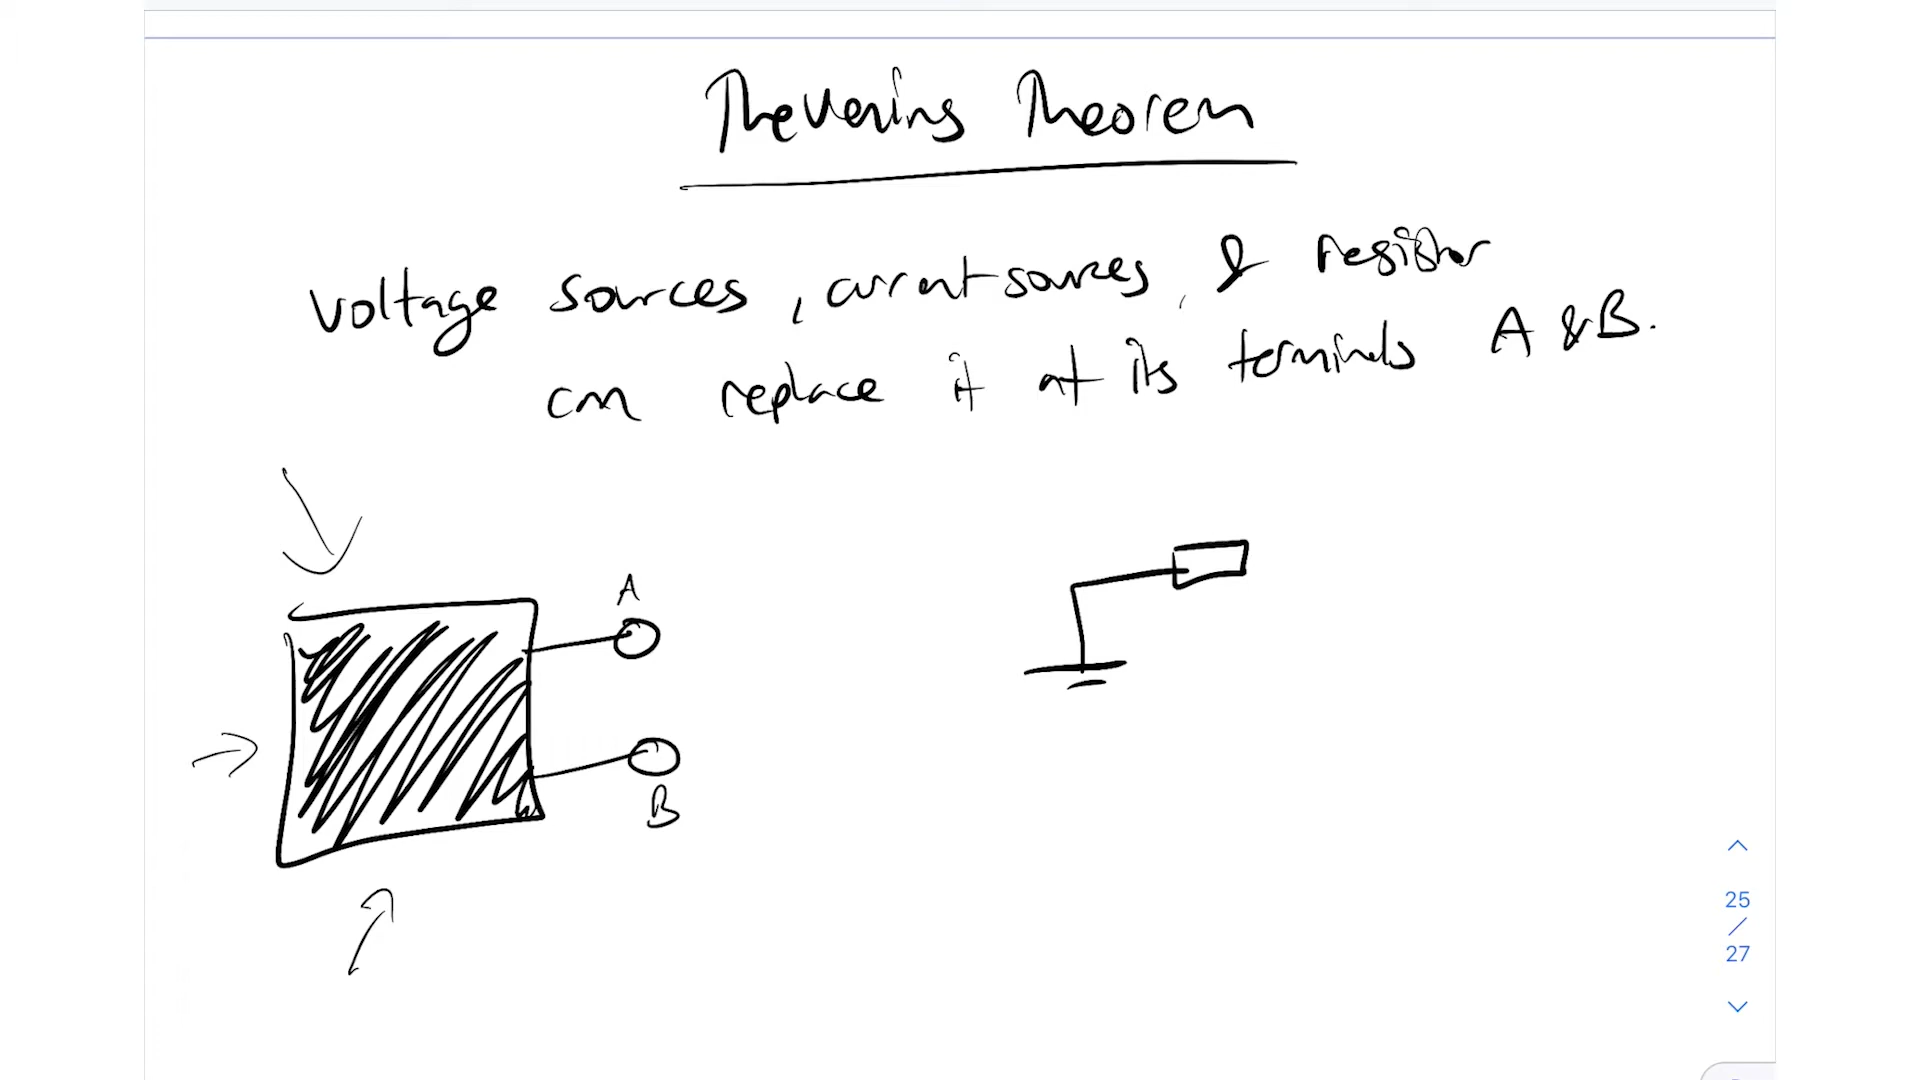 Thevenins Theorem
Voltage sources, current sources, & resistor
can replace it at its terminals A & B.
A
B
25
/
27